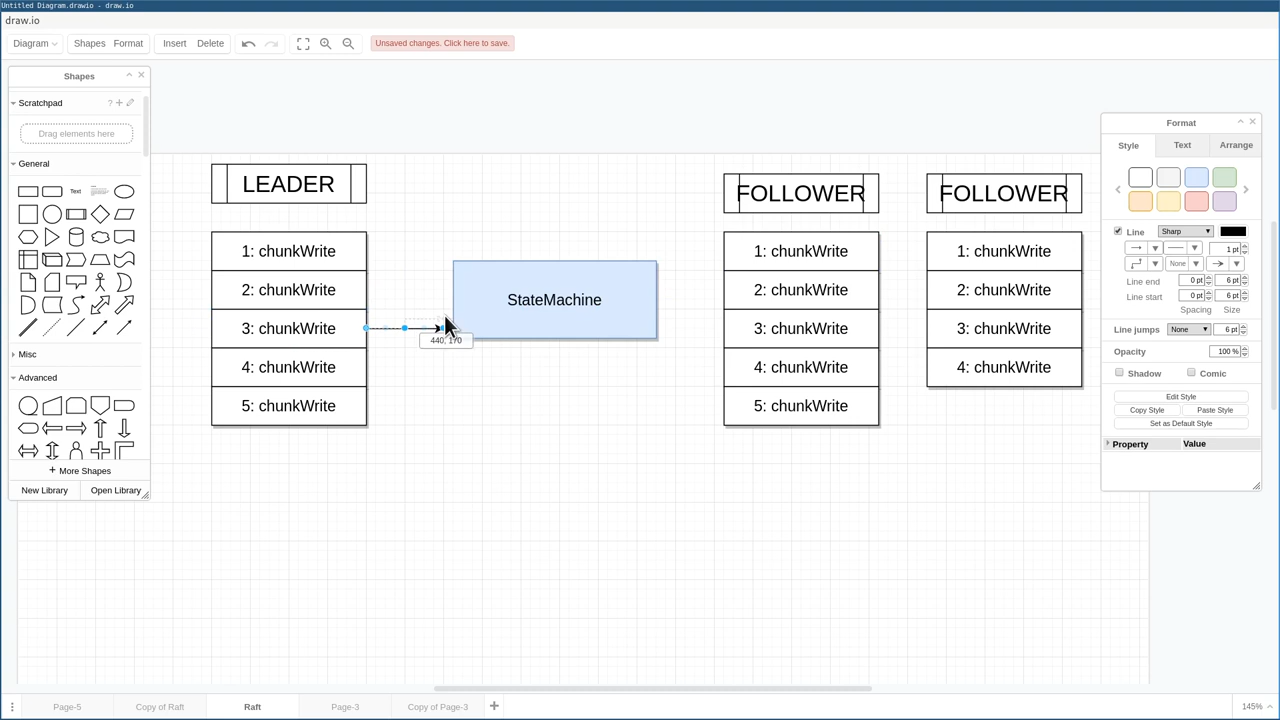 Untitled Diagram.drawio - draw.io
draw.io
Diagram Shapes Format Insert Delete Unsaved changes. Click here to save.
Shapes
Scratchpad ?
Drag elements here
General
Text
Misc
Advanced
More Shapes
New Library Open Library
LEADER
1: chunkWrite
2: chunkWrite
3: chunkWrite
4: chunkWrite
5: chunkWrite
StateMachine
440, 170
FOLLOWER
1: chunkWrite
2: chunkWrite
3: chunkWrite
4: chunkWrite
5: chunkWrite
FOLLOWER
1: chunkWrite
2: chunkWrite
3: chunkWrite
4: chunkWrite
Format
Style Text Arrange
Line Sharp
1 pt
None
Line end 0 pt 6 pt
Line start 0 pt 6 pt
Spacing Size
Line jumps None 6 pt
Opacity 100 %
Shadow Comic
Edit Style
Copy Style Paste Style
Set as Default Style
Property Value
Page-5 Copy of Raft Raft Page-3 Copy of Page-3
145%